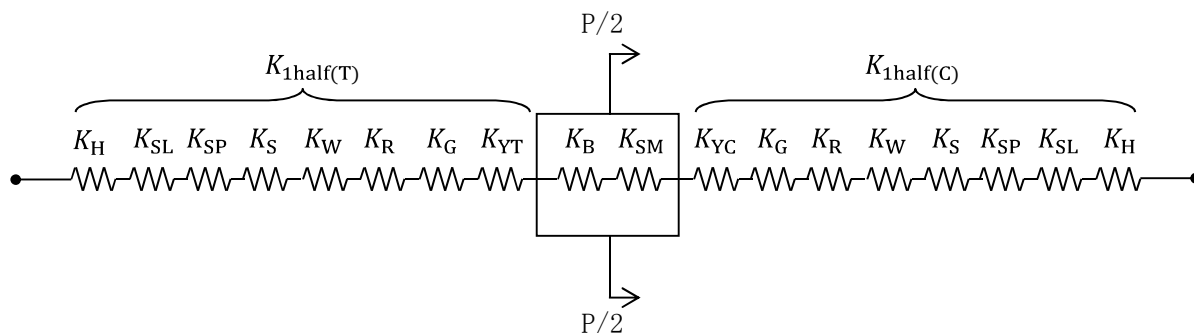 P/2
K1half(T) K1half(C)
KH KSL KSP KS KW KR KG KYT KB KSM KYC KG KR KW KS KSP KSL KH
P/2